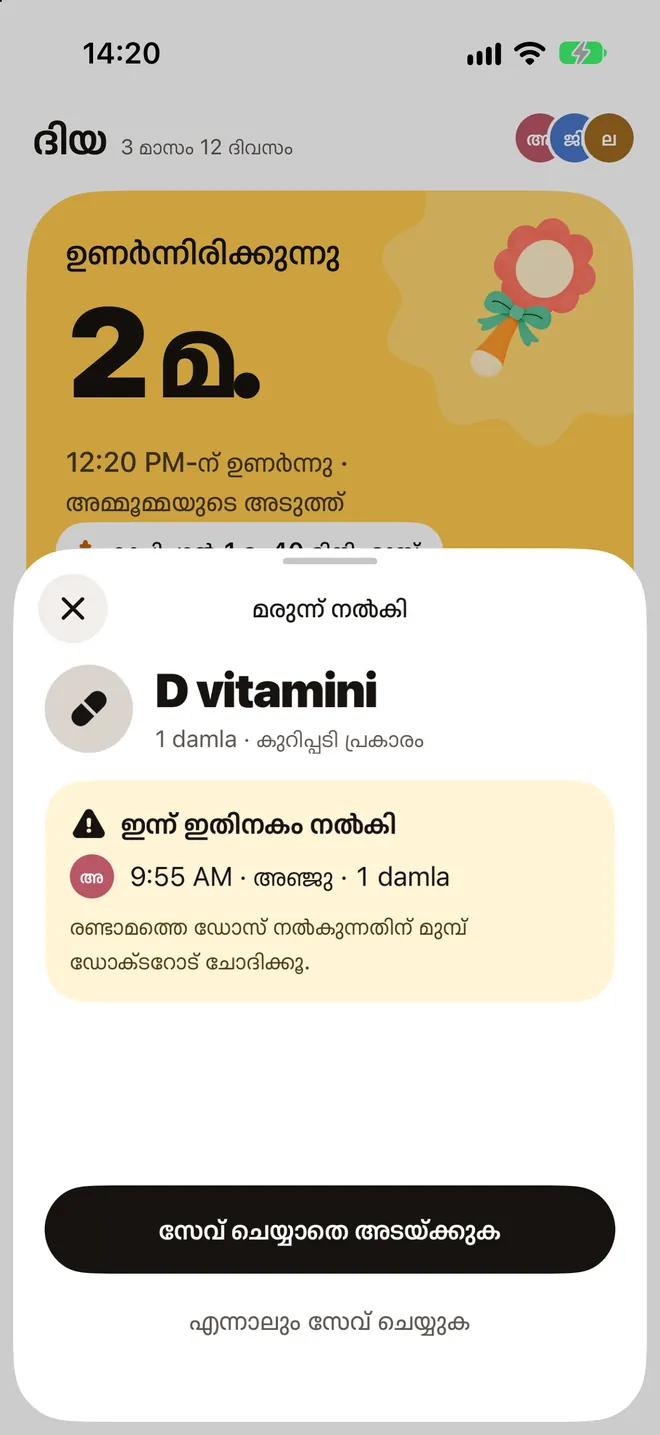 14:20
ദിയ 3 മാസം 12 ദിവസം
അ ജി ല
ഉണർന്നിരിക്കുന്നു
2 മ.
12:20 PM-ന് ഉണർന്നു ·
അമ്മൂമ്മയുടെ അടുത്ത്
മരുന്ന് നൽകി
D vitamini
1 damla · കുറിപ്പടി പ്രകാരം
ഇന്ന് ഇതിനകം നൽകി
അ 9:55 AM · അഞ്ജു · 1 damla
രണ്ടാമത്തെ ഡോസ് നൽകുന്നതിന് മുമ്പ്
ഡോക്ടറോട് ചോദിക്കൂ.
സേവ് ചെയ്യാതെ അടയ്ക്കുക
എന്നാലും സേവ് ചെയ്യുക